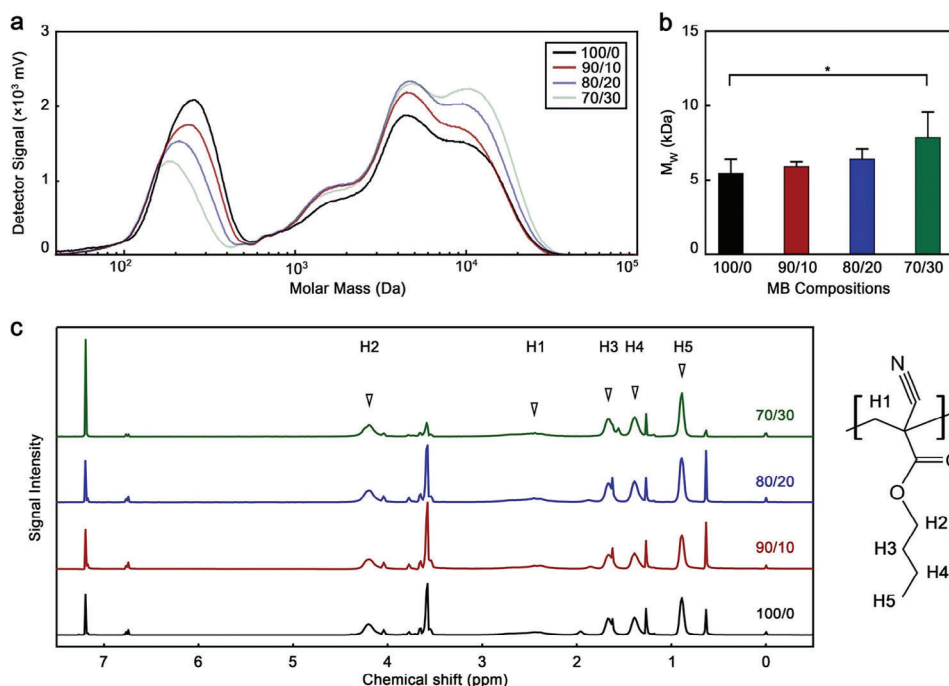 a
Detector Signal (×10³ mV)
3
2
1
0
100/0
90/10
80/20
70/30
10² 10³ 10⁴ 10⁵
Molar Mass (Da)
b
*
M_W (kDa)
15
10
5
0
100/0 90/10 80/20 70/30
MB Compositions
c
Signal Intensity
H2 H1 H3 H4 H5
70/30
80/20
90/10
100/0
7 6 5 4 3 2 1 0
Chemical shift (ppm)
N
H1
O
H2
H3
H4
H5